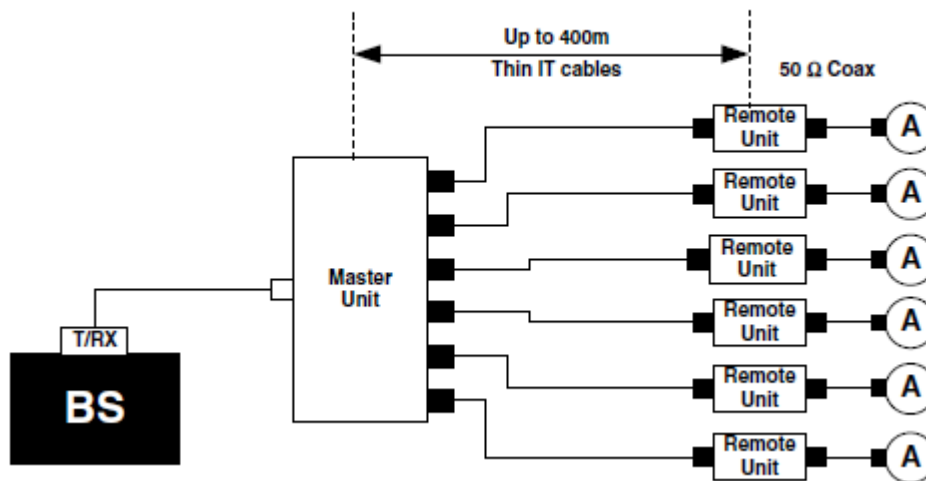 Up to 400m
Thin IT cables
50 Ω Coax
Remote
Unit
A
Remote
Unit
A
Remote
Unit
A
Master
Unit
Remote
Unit
A
T/RX
BS
Remote
Unit
A
Remote
Unit
A